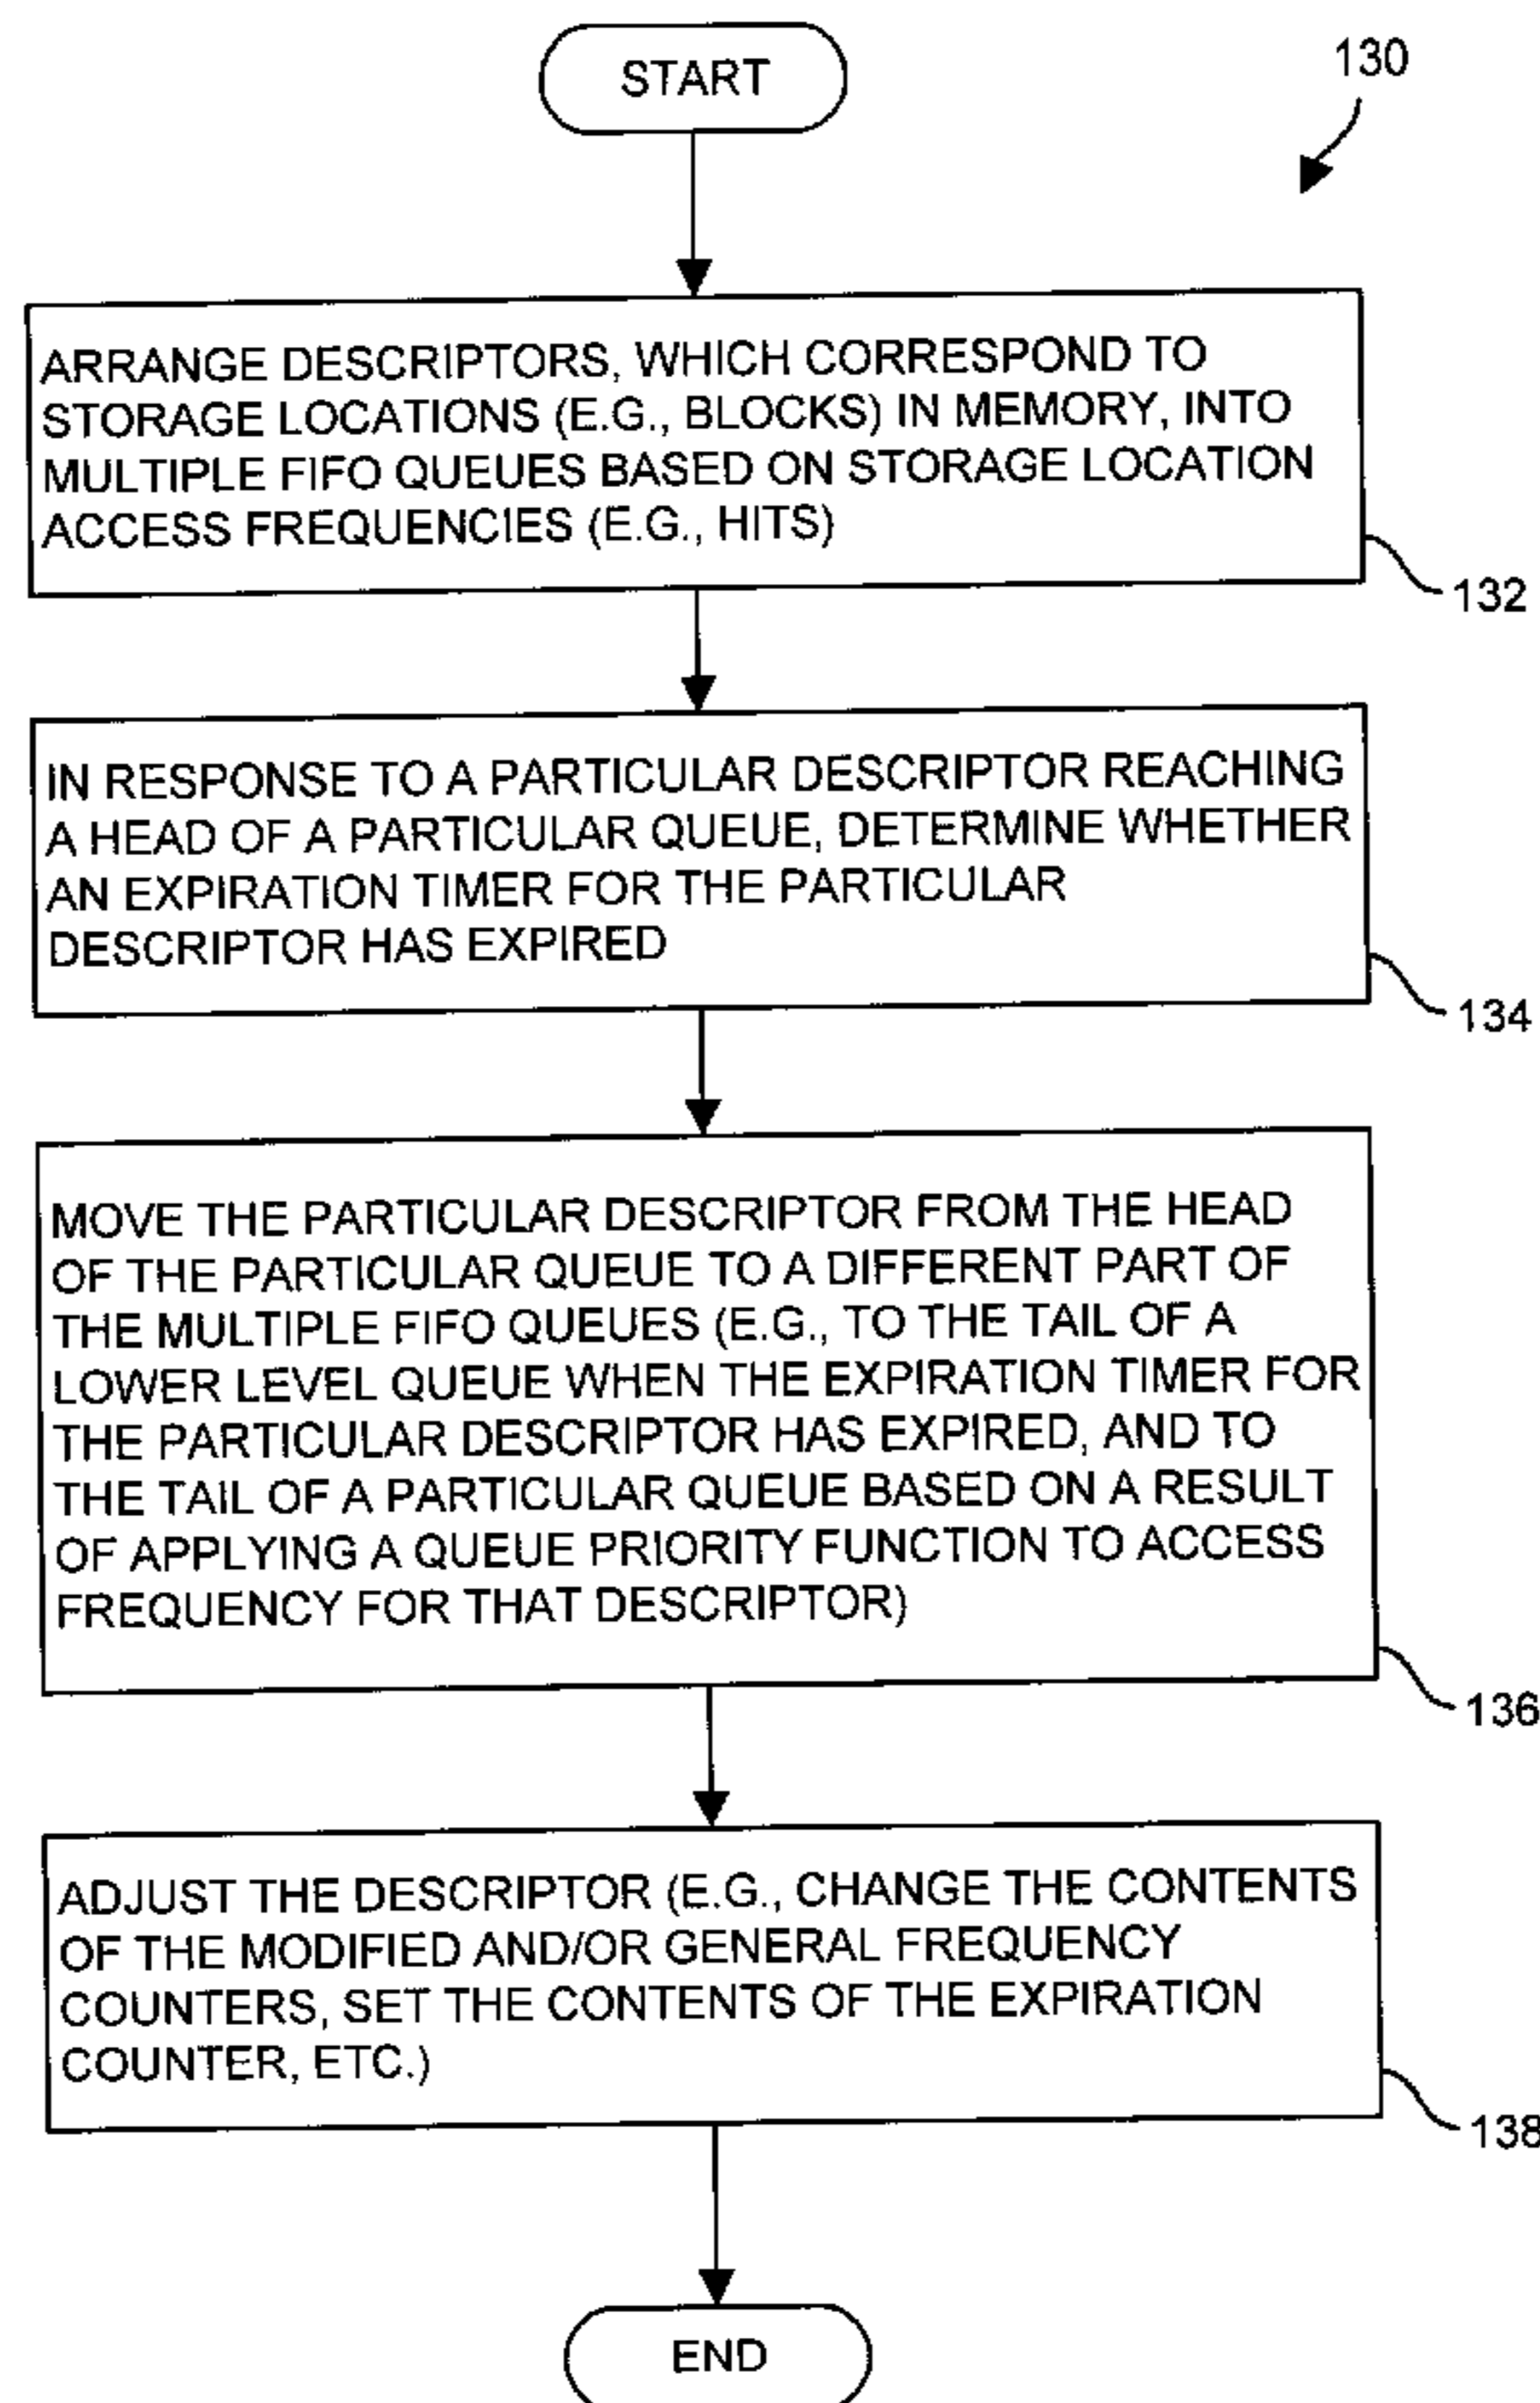 START
130
ARRANGE DESCRIPTORS, WHICH CORRESPOND TO
STORAGE LOCATIONS (E.G., BLOCKS) IN MEMORY, INTO
MULTIPLE FIFO QUEUES BASED ON STORAGE LOCATION
ACCESS FREQUENCIES (E.G., HITS)
132
IN RESPONSE TO A PARTICULAR DESCRIPTOR REACHING
A HEAD OF A PARTICULAR QUEUE, DETERMINE WHETHER
AN EXPIRATION TIMER FOR THE PARTICULAR
DESCRIPTOR HAS EXPIRED
134
MOVE THE PARTICULAR DESCRIPTOR FROM THE HEAD
OF THE PARTICULAR QUEUE TO A DIFFERENT PART OF
THE MULTIPLE FIFO QUEUES (E.G., TO THE TAIL OF A
LOWER LEVEL QUEUE WHEN THE EXPIRATION TIMER FOR
THE PARTICULAR DESCRIPTOR HAS EXPIRED, AND TO
THE TAIL OF A PARTICULAR QUEUE BASED ON A RESULT
OF APPLYING A QUEUE PRIORITY FUNCTION TO ACCESS
FREQUENCY FOR THAT DESCRIPTOR)
136
ADJUST THE DESCRIPTOR (E.G., CHANGE THE CONTENTS
OF THE MODIFIED AND/OR GENERAL FREQUENCY
COUNTERS, SET THE CONTENTS OF THE EXPIRATION
COUNTER, ETC.)
138
END